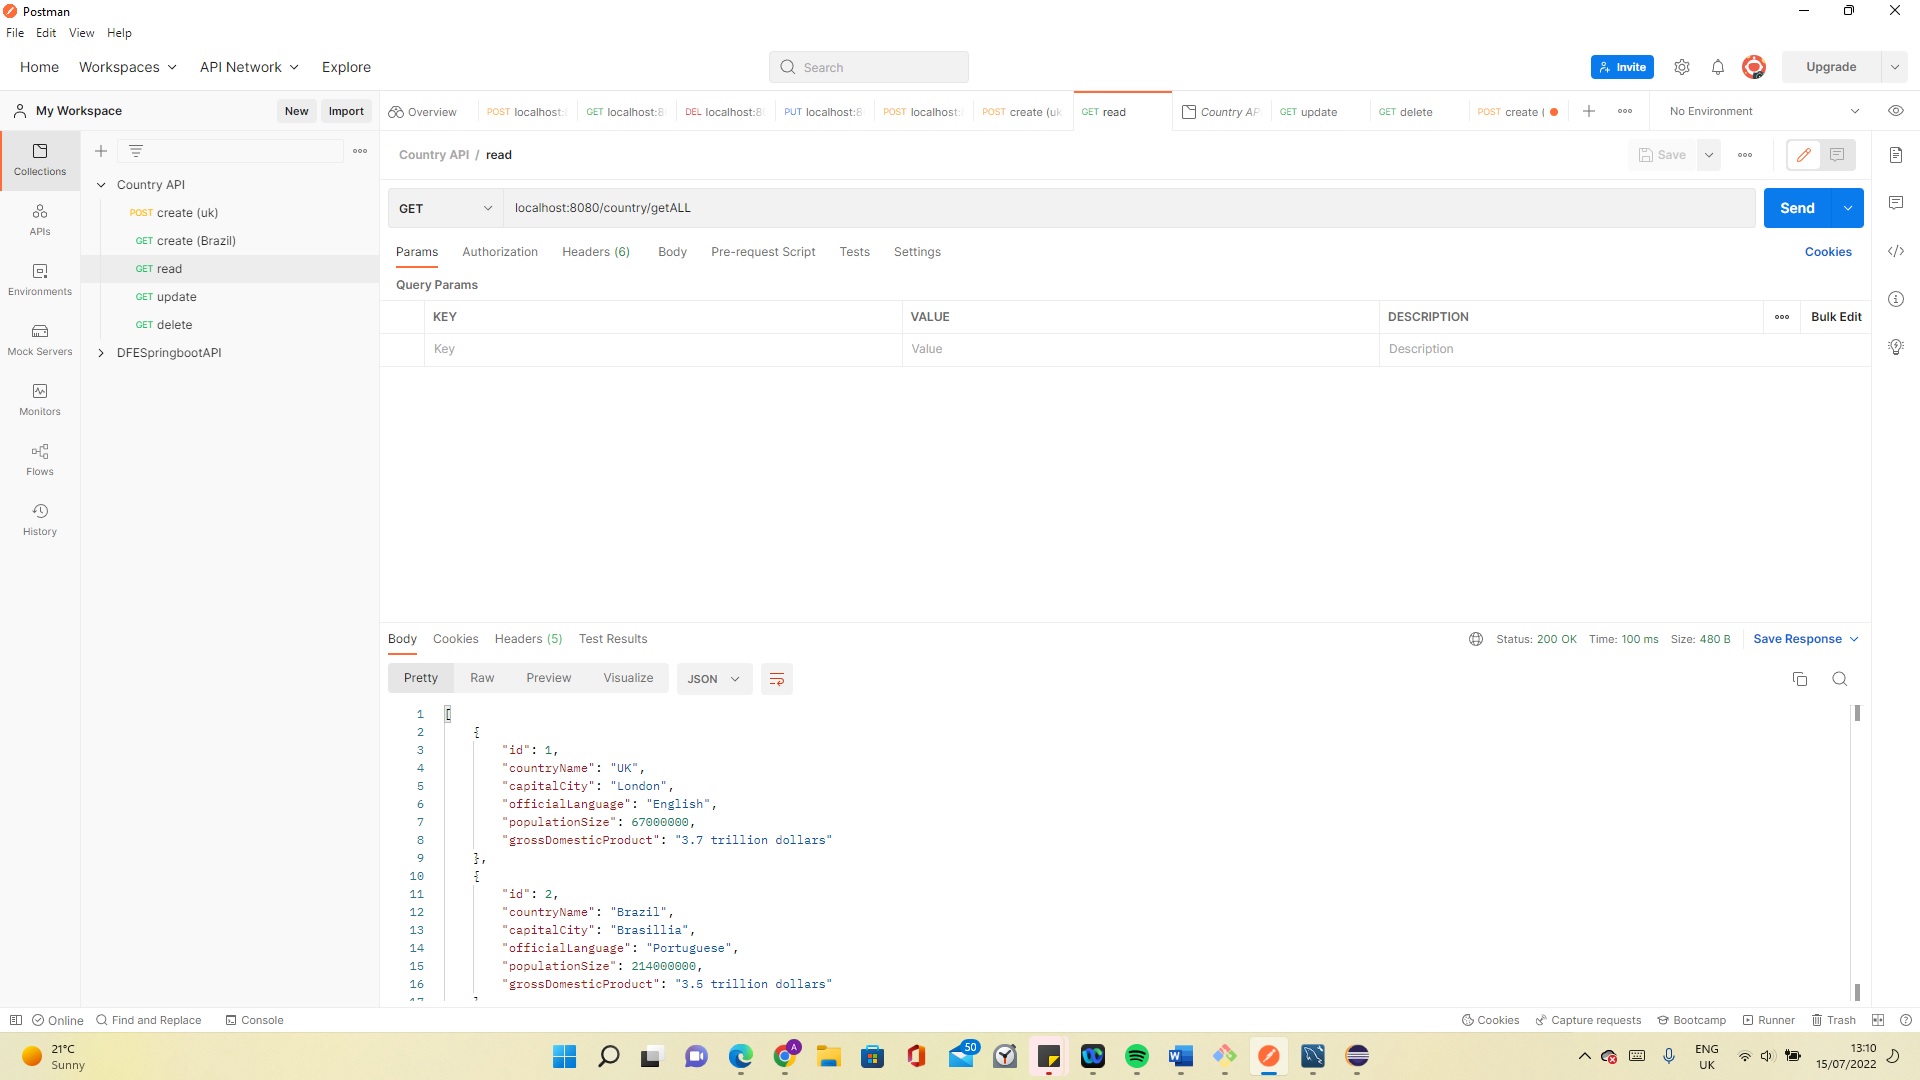 Postman
File Edit View Help
Home Workspaces API Network Explore Search Invite Upgrade
My Workspace New Import Overview POST localhost: GET localhost:8 DEL localhost:8 PUT localhost:8 POST localhost: POST create (uk GET read Country AP GET update GET delete POST create ( No Environment
Collections
APIs
Environments
Mock Servers
Monitors
Flows
History
Country API
POST create (uk)
GET create (Brazil)
GET read
GET update
GET delete
DFESpringbootAPI
Country API / read Save
GET localhost:8080/country/getALL Send
Params Authorization Headers (6) Body Pre-request Script Tests Settings Cookies
Query Params
KEY VALUE DESCRIPTION Bulk Edit
Key Value Description
Body Cookies Headers (5) Test Results Status: 200 OK Time: 100 ms Size: 480 B Save Response
Pretty Raw Preview Visualize JSON
1 [
2 {
3 "id": 1,
4 "countryName": "UK",
5 "capitalCity": "London",
6 "officialLanguage": "English",
7 "populationSize": 67000000,
8 "grossDomesticProduct": "3.7 trillion dollars"
9 },
10 {
11 "id": 2,
12 "countryName": "Brazil",
13 "capitalCity": "Brasillia",
14 "officialLanguage": "Portuguese",
15 "populationSize": 214000000,
16 "grossDomesticProduct": "3.5 trillion dollars"
Online Find and Replace Console Cookies Capture requests Bootcamp Runner Trash
21°C
Sunny
A
50
ENG
UK
13:10
15/07/2022